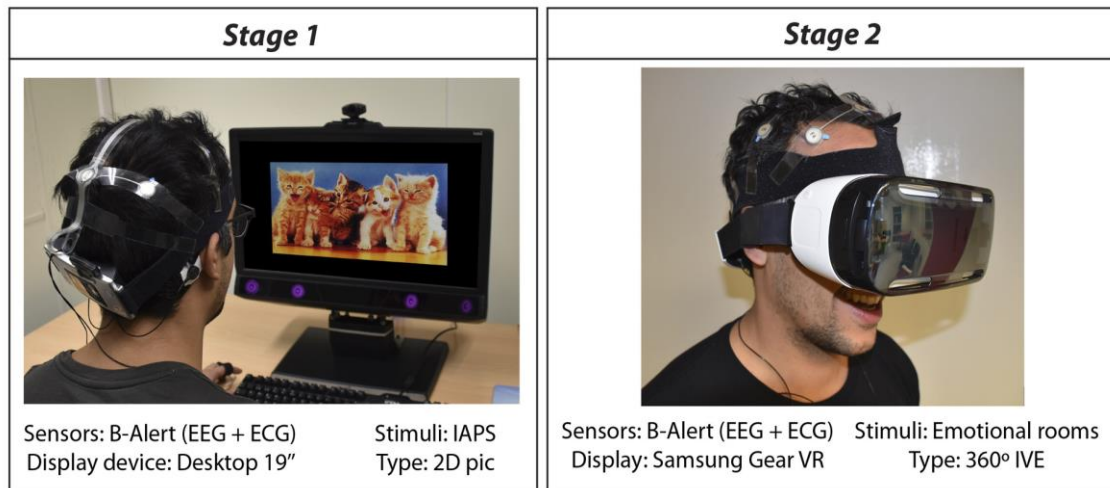 Stage 1
Sensors: B-Alert (EEG + ECG) Stimuli: IAPS
Display device: Desktop 19” Type: 2D pic
Stage 2
Sensors: B-Alert (EEG + ECG) Stimuli: Emotional rooms
Display: Samsung Gear VR Type: 360º IVE